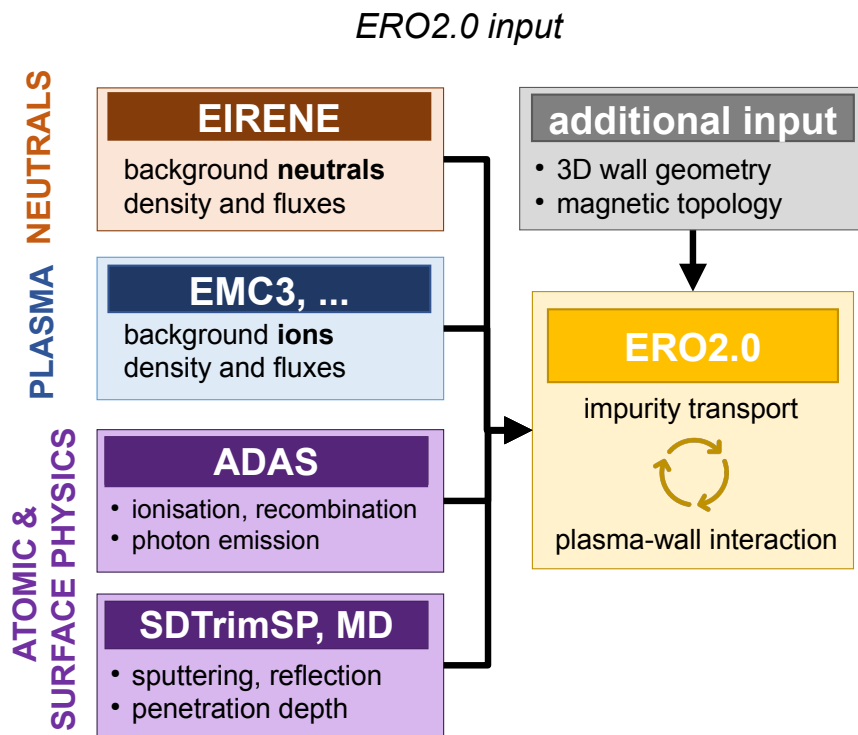 ERO2.0 input
NEUTRALS
EIRENE
background neutrals
density and fluxes
PLASMA
EMC3, ...
background ions
density and fluxes
ATOMIC &
SURFACE PHYSICS
ADAS
• ionisation, recombination
• photon emission
SDTrimSP, MD
• sputtering, reflection
• penetration depth
additional input
• 3D wall geometry
• magnetic topology
ERO2.0
impurity transport
plasma-wall interaction